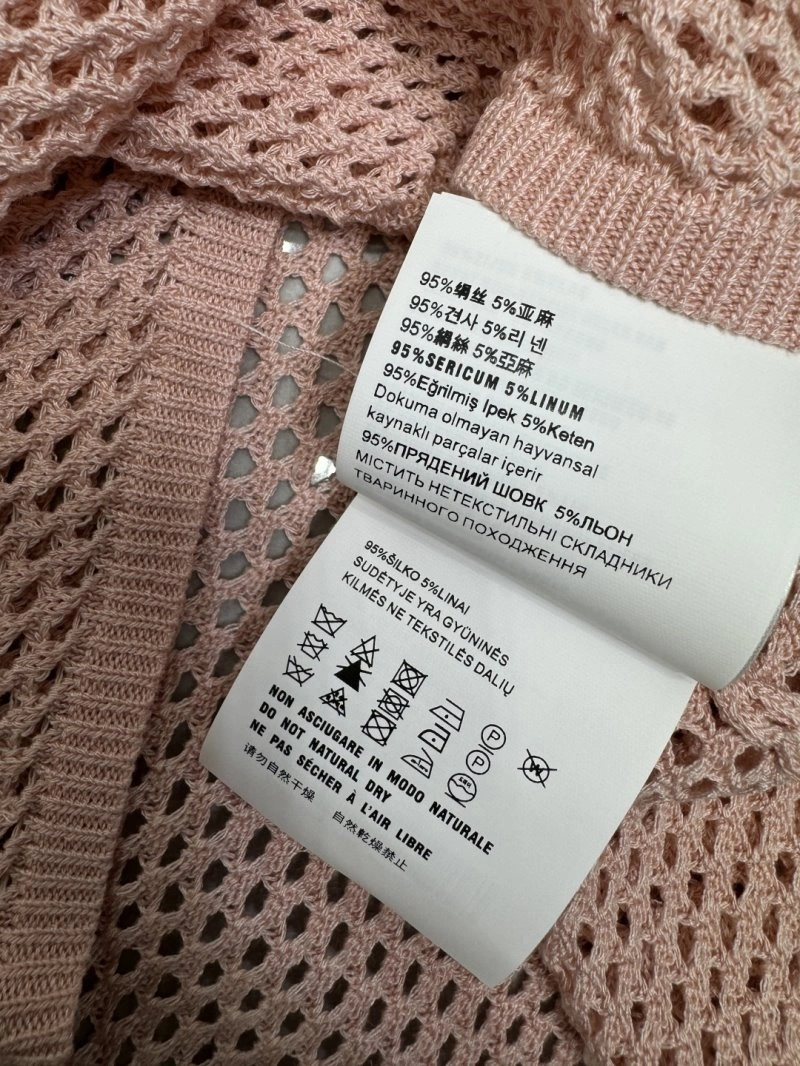 95%绢丝 5%亚麻
95%견사 5%리 넨
95%絹絲 5%亞麻
95%SERICUM 5%LINUM
95%Eğrilmiş Ipek 5%Keten
Dokuma olmayan hayvansal
kaynaklı parçalar içerir
95%ПРЯДЕНИЙ ШОВК 5%ЛЬОН
МІСТИТЬ НЕТЕКСТИЛЬНІ СКЛАДНИКИ
ТВАРИННОГО ПОХОДЖЕННЯ
95%ŠILKO 5%LINAI
SUDĖTYJE YRA GYŪNINĖS
KILMĖS NE TEKSTILĖS DALIŲ
P
P
W
NON ASCIUGARE IN MODO NATURALE
DO NOT NATURAL DRY
NE PAS SÉCHER À L'AIR LIBRE
请勿自然干燥 自然乾燥禁止